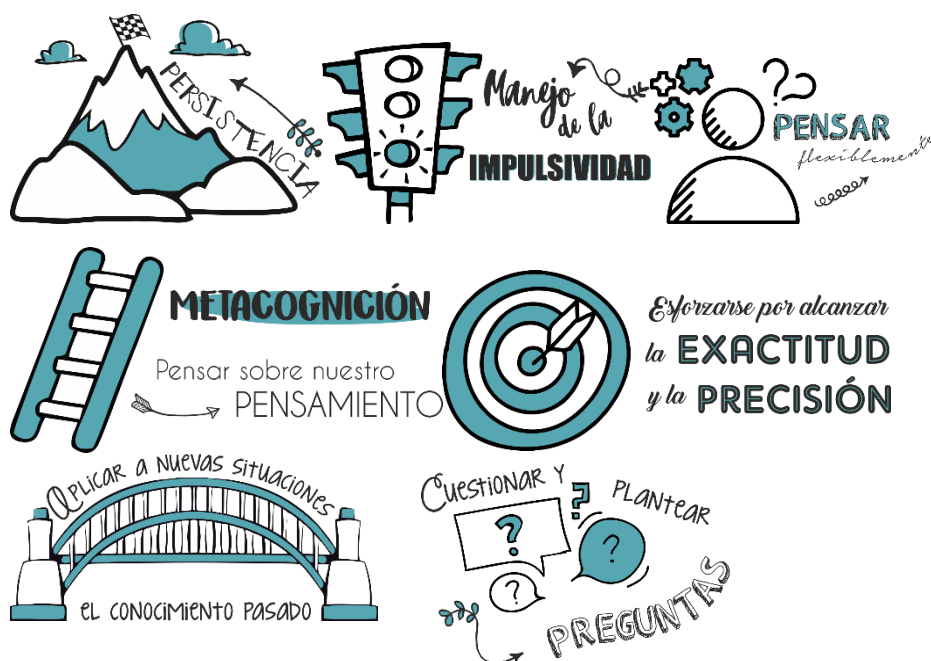 PERSISTENCIA
Manejo
de la
IMPULSIVIDAD
??
PENSAR
flexiblemente
METACOGNICIÓN
Pensar sobre nuestro
PENSAMIENTO
Esforzarse por alcanzar
la EXACTITUD
y la PRECISIÓN
APLICAR A NUEVAS SITUACIONES
EL CONOCIMIENTO PASADO
CUESTIONAR Y
?
PLANTEAR
?
?
?
PREGUNTAS